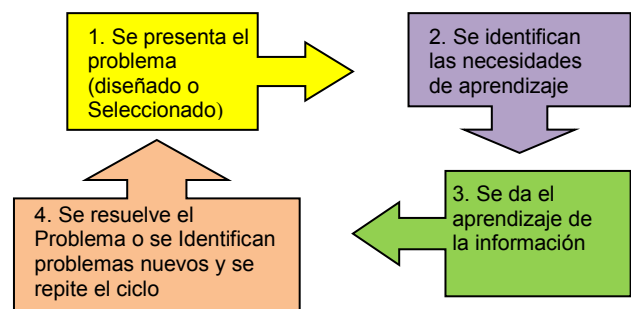 1. Se presenta el
problema
(diseñado o
Seleccionado)
2. Se identifican
las necesidades
de aprendizaje
3. Se da el
aprendizaje de
la información
4. Se resuelve el
Problema o se Identifican
problemas nuevos y se
repite el ciclo